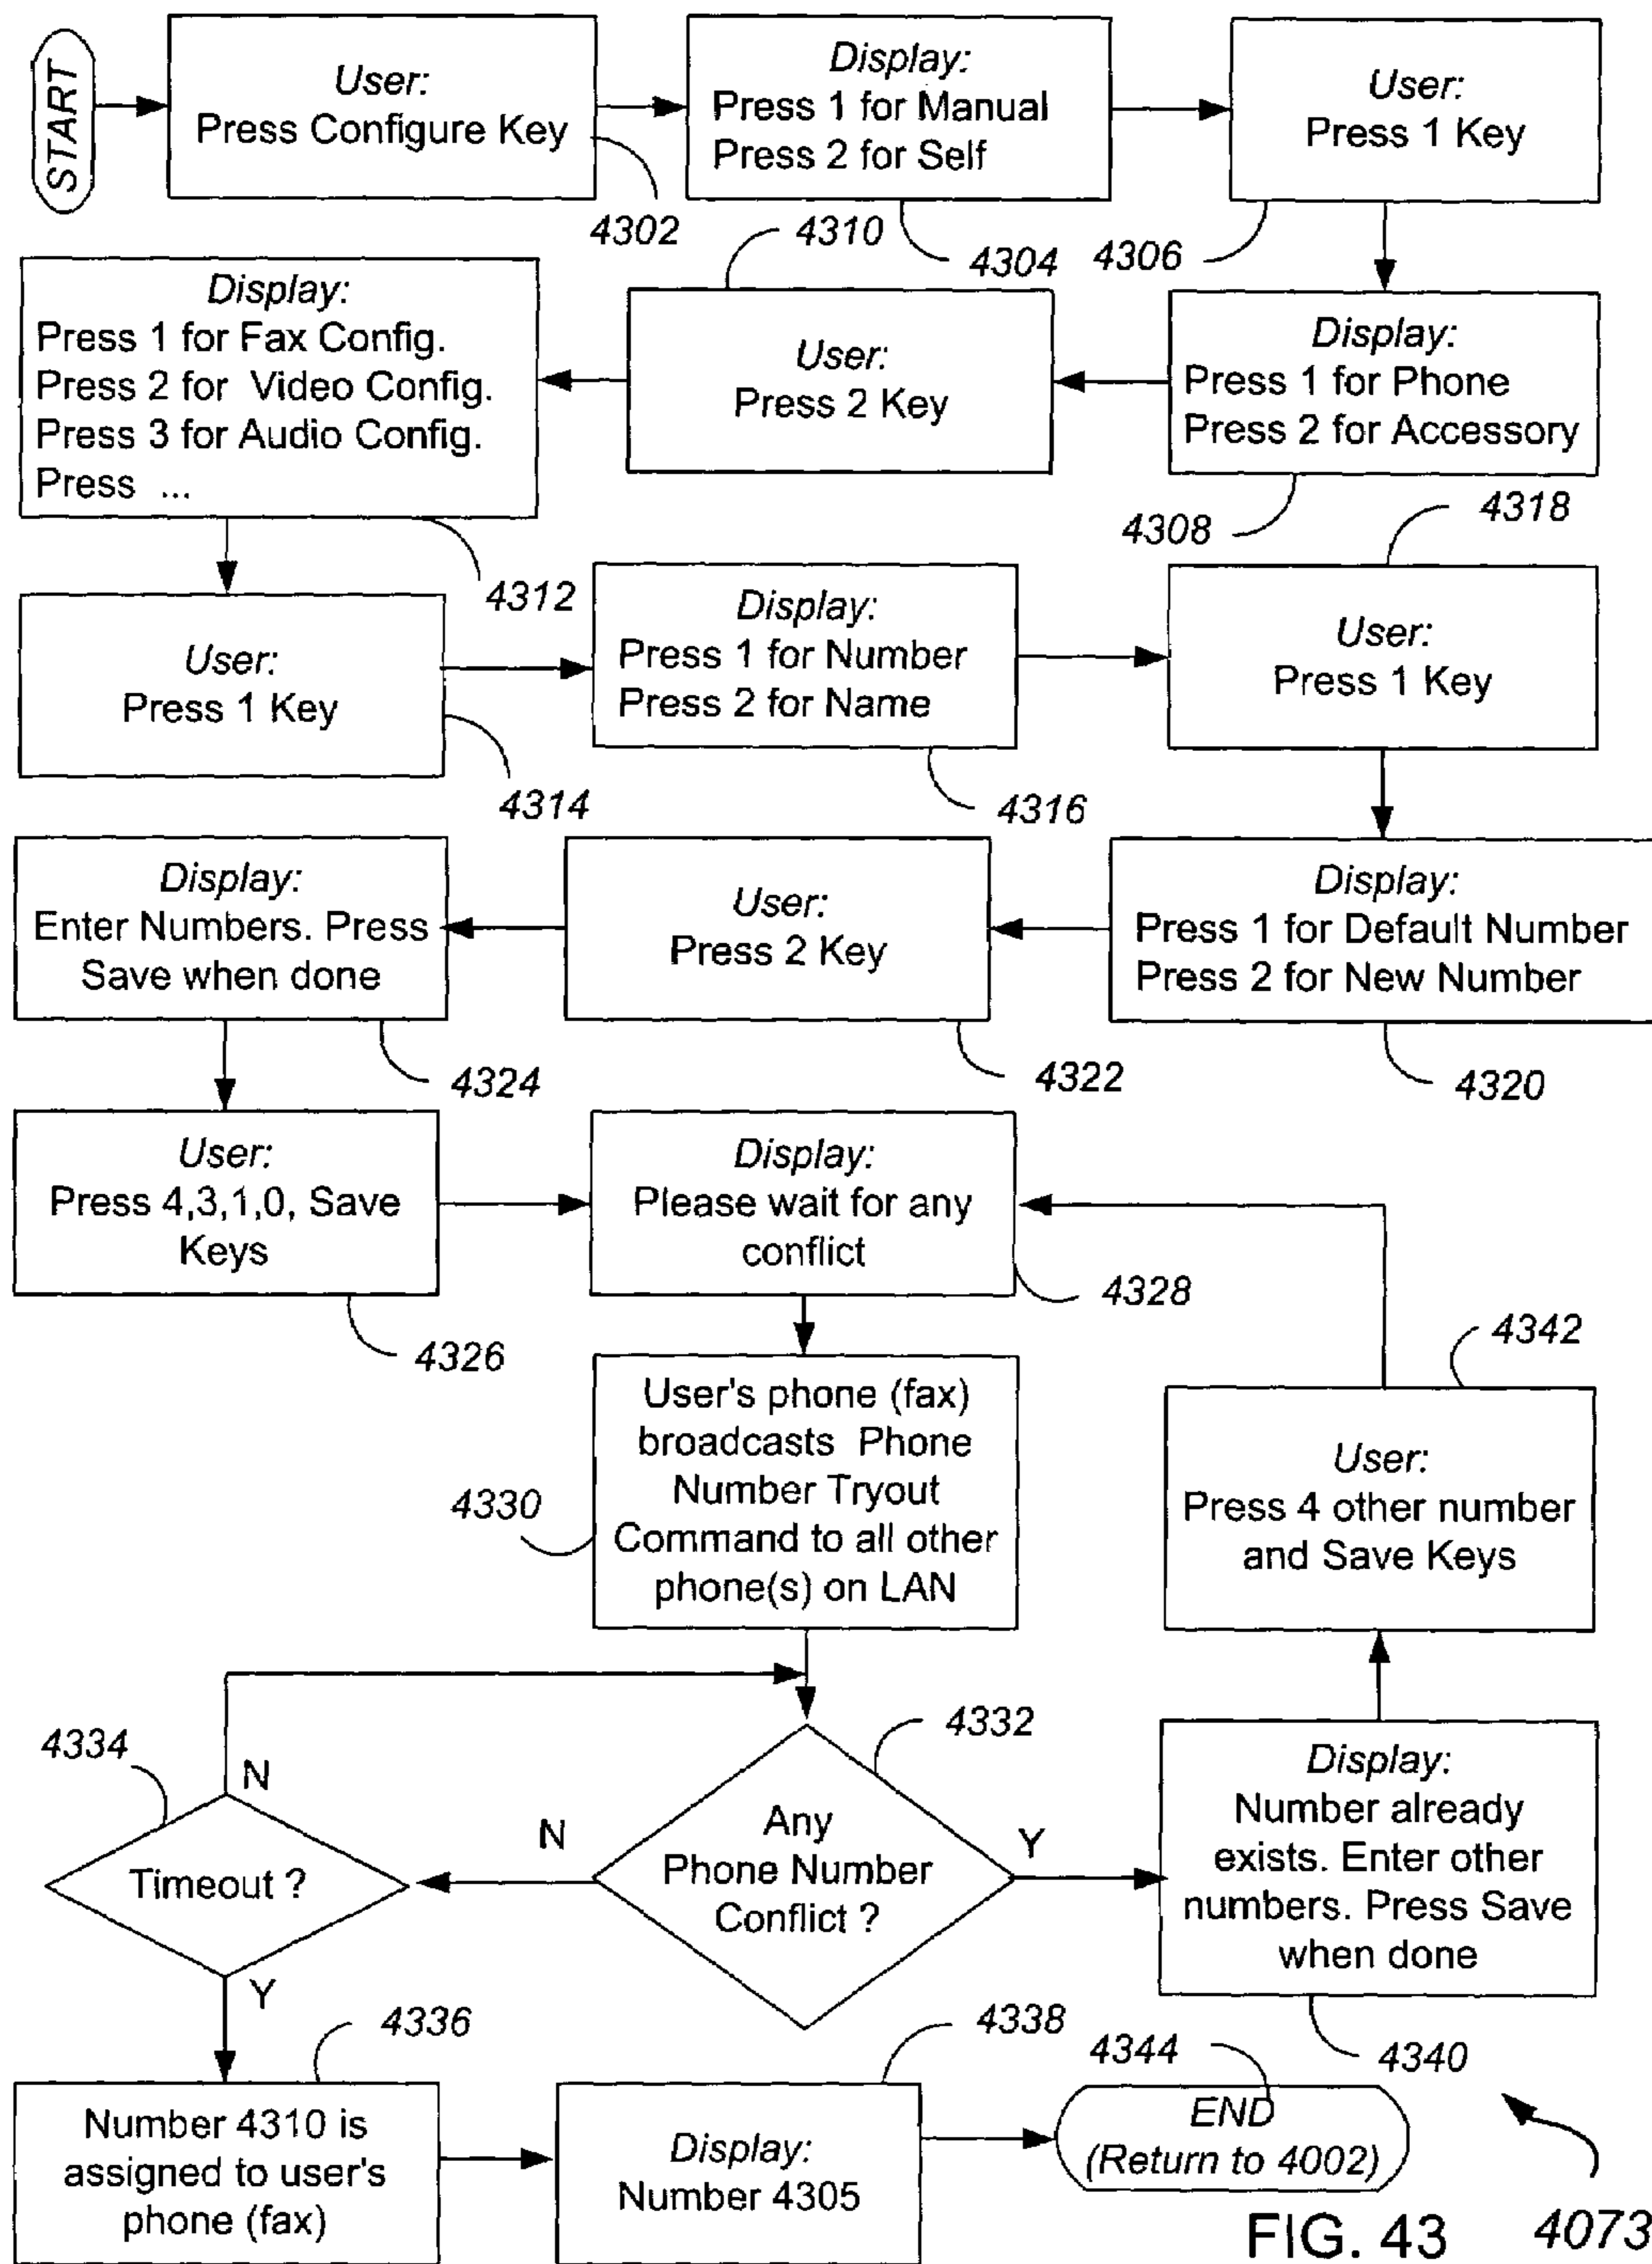 START
User:
Press Configure Key
4302
Display:
Press 1 for Manual
Press 2 for Self
4304
User:
Press 1 Key
4306
Display:
Press 1 for Phone
Press 2 for Accessory
4308
User:
Press 2 Key
4310
Display:
Press 1 for Fax Config.
Press 2 for Video Config.
Press 3 for Audio Config.
Press ...
4312
User:
Press 1 Key
4314
Display:
Press 1 for Number
Press 2 for Name
4316
User:
Press 1 Key
4318
Display:
Press 1 for Default Number
Press 2 for New Number
4320
User:
Press 2 Key
4322
Display:
Enter Numbers. Press
Save when done
4324
User:
Press 4,3,1,0, Save
Keys
4326
Display:
Please wait for any
conflict
4328
User's phone (fax)
broadcasts Phone
Number Tryout
Command to all other
phone(s) on LAN
4330
Any
Phone Number
Conflict ?
4332
N
Y
Timeout ?
4334
N
Y
Number 4310 is
assigned to user's
phone (fax)
4336
Display:
Number 4305
4338
Display:
Number already
exists. Enter other
numbers. Press Save
when done
4340
User:
Press 4 other number
and Save Keys
4342
END
(Return to 4002)
4344
FIG. 43
4073